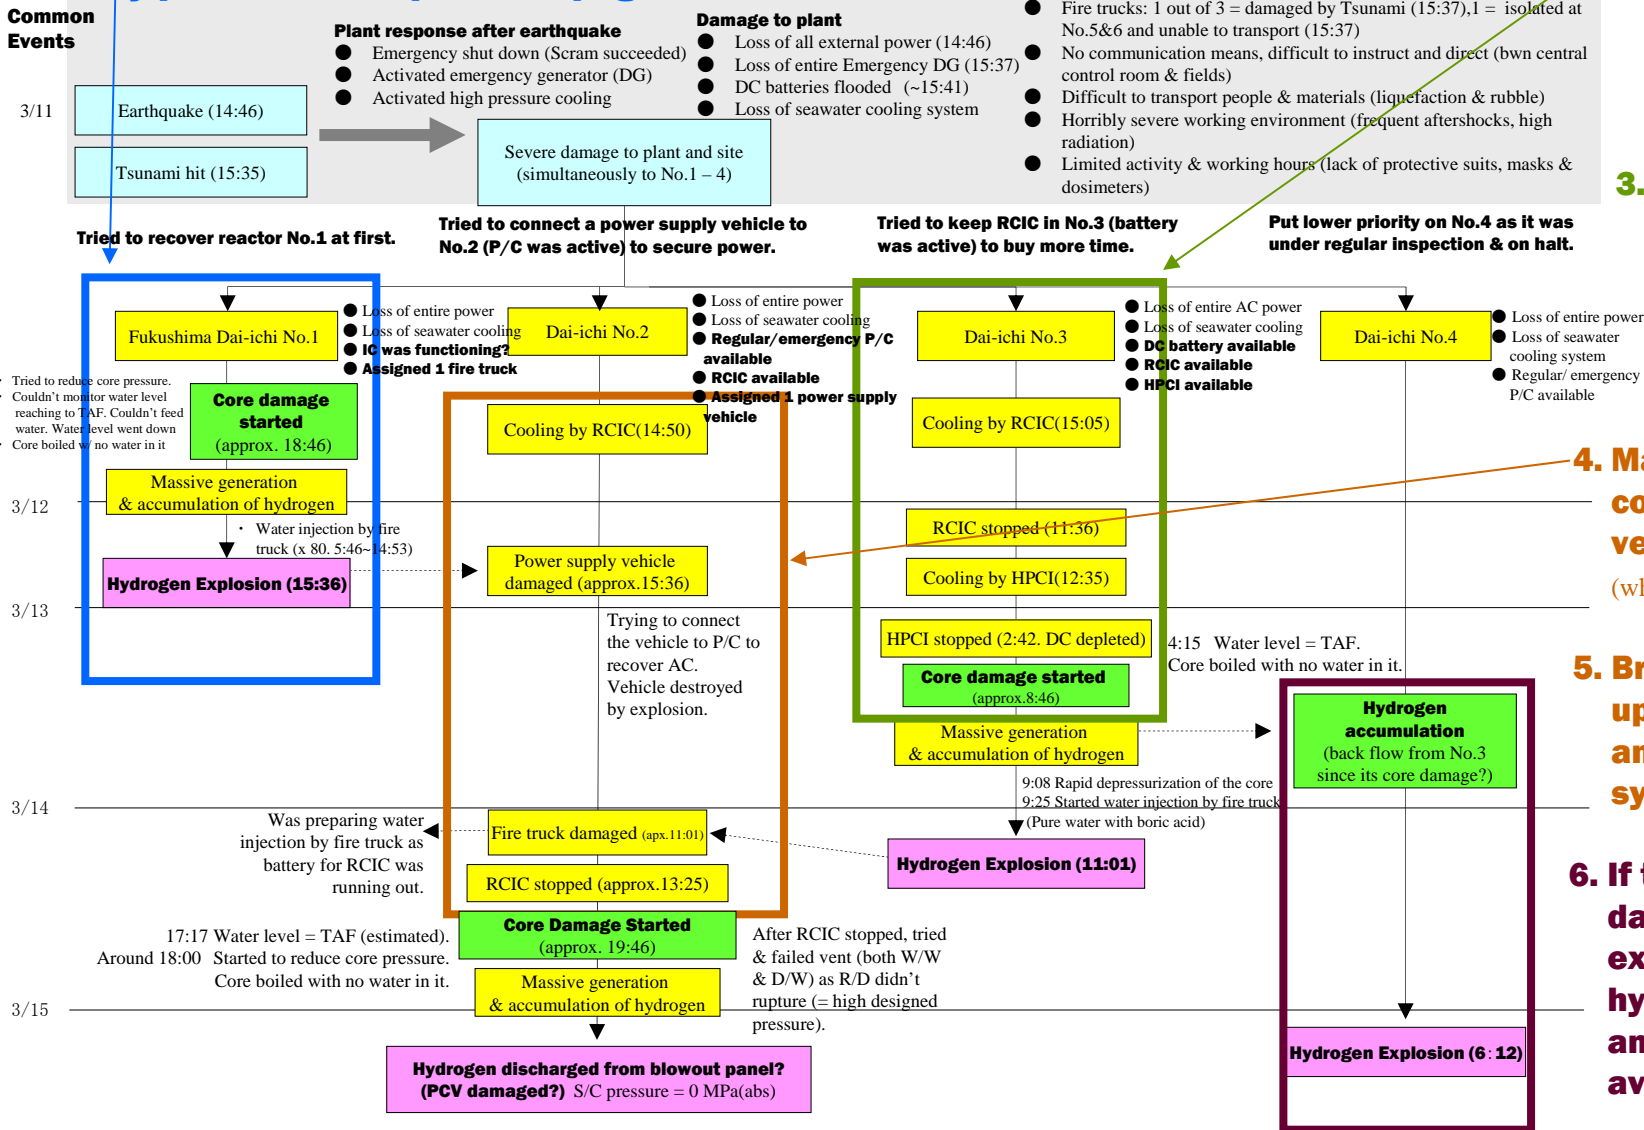 Common
Events
Plant response after earthquake
● Emergency shut down (Scram succeeded)
● Activated emergency generator (DG)
● Activated high pressure cooling
Damage to plant
● Loss of all external power (14:46)
● Loss of entire Emergency DG (15:37)
● DC batteries flooded (~15:41)
● Loss of seawater cooling system
● Fire trucks: 1 out of 3 = damaged by Tsunami (15:37),1 = isolated at
No.5&6 and unable to transport (15:37)
● No communication means, difficult to instruct and direct (bwn central
control room & fields)
● Difficult to transport people & materials (liquefaction & rubble)
● Horribly severe working environment (frequent aftershocks, high
radiation)
● Limited activity & working hours (lack of protective suits, masks &
dosimeters)
3/11
Earthquake (14:46)
Tsunami hit (15:35)
Severe damage to plant and site
(simultaneously to No.1 – 4)
3.
Tried to recover reactor No.1 at first.
Tried to connect a power supply vehicle to
No.2 (P/C was active) to secure power.
Tried to keep RCIC in No.3 (battery
was active) to buy more time.
Put lower priority on No.4 as it was
under regular inspection & on halt.
Fukushima Dai-ichi No.1
● Loss of entire power
● Loss of seawater cooling
● IC was functioning?
● Assigned 1 fire truck
Dai-ichi No.2
● Loss of entire power
● Loss of seawater cooling
● Regular/emergency P/C
available
● RCIC available
● Assigned 1 power supply
vehicle
Dai-ichi No.3
● Loss of entire AC power
● Loss of seawater cooling
● DC battery available
● RCIC available
● HPCI available
Dai-ichi No.4
● Loss of entire power
● Loss of seawater
cooling system
● Regular/ emergency
P/C available
・ Tried to reduce core pressure.
・ Couldn't monitor water level
reaching to TAF. Couldn't feed
water. Water level went down
・ Core boiled w/ no water in it
Core damage
started
(approx. 18:46)
Cooling by RCIC(14:50)
Cooling by RCIC(15:05)
Massive generation
& accumulation of hydrogen
3/12
・ Water injection by fire
truck (x 80. 5:46~14:53)
Hydrogen Explosion (15:36)
Power supply vehicle
damaged (approx.15:36)
RCIC stopped (11:36)
Cooling by HPCI(12:35)
4. Ma
co
ve
(wh
3/13
Trying to connect
the vehicle to P/C to
recover AC.
Vehicle destroyed
by explosion.
HPCI stopped (2:42. DC depleted)
4:15 Water level = TAF.
Core boiled with no water in it.
Core damage started
(approx.8:46)
Massive generation
& accumulation of hydrogen
Hydrogen
accumulation
(back flow from No.3
since its core damage?)
5. Br
up
an
sy
9:08 Rapid depressurization of the core
9:25 Started water injection by fire truck
(Pure water with boric acid)
3/14
Was preparing water
injection by fire truck as
battery for RCIC was
running out.
Fire truck damaged (apx.11:01)
Hydrogen Explosion (11:01)
RCIC stopped (approx.13:25)
Core Damage Started
(approx. 19:46)
17:17 Water level = TAF (estimated).
Around 18:00 Started to reduce core pressure.
Core boiled with no water in it.
After RCIC stopped, tried
& failed vent (both W/W
& D/W) as R/D didn't
rupture (= high designed
pressure).
Massive generation
& accumulation of hydrogen
3/15
Hydrogen discharged from blowout panel?
(PCV damaged?) S/C pressure = 0 MPa(abs)
Hydrogen Explosion (6:12)
6. If t
da
ex
hy
an
av